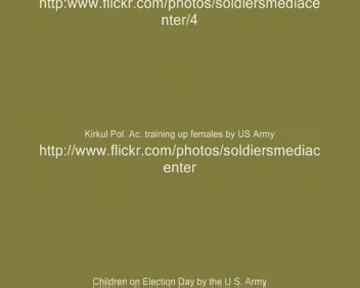 http:www.flickr.com/photos/soldiersmediace
nter/4
Kirkul Pol. Ac. training up females by US Army
http://www.flickr.com/photos/soldiersmediac
enter
Children on Election Day by the U.S. Army